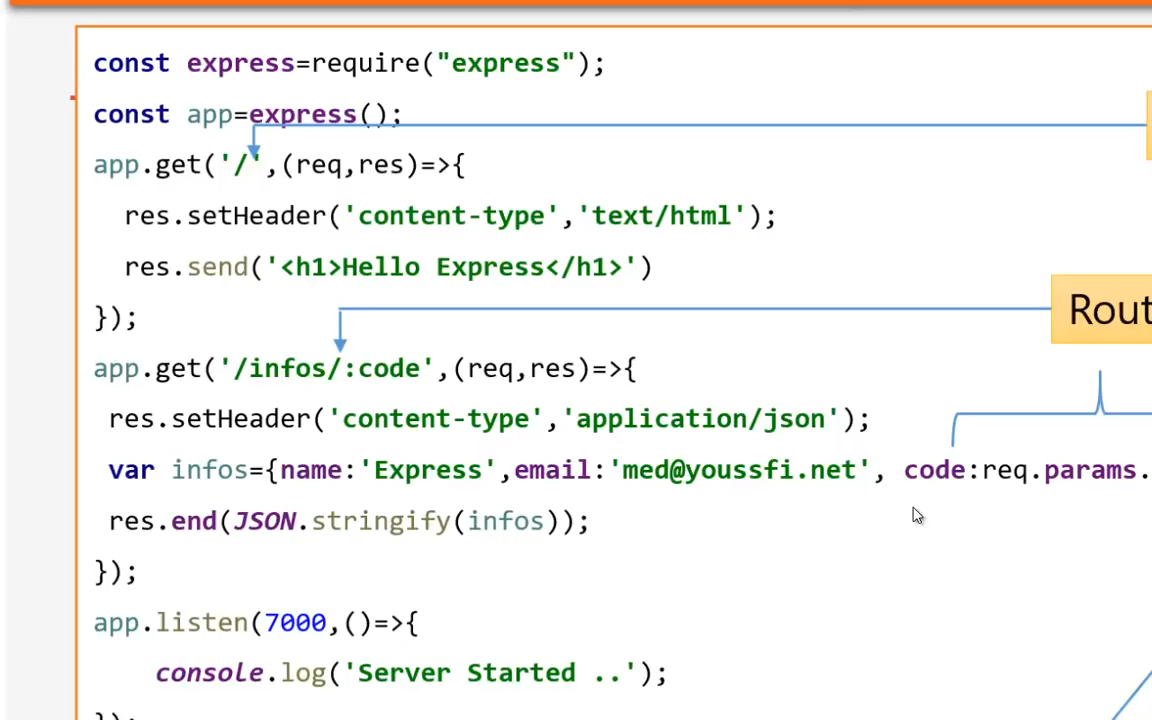 const express=require("express");
const app=express();
app.get('/',(req,res)=>{
res.setHeader('content-type','text/html');
res.send('<h1>Hello Express</h1>')
});
Rout
app.get('/infos/:code',(req,res)=>{
res.setHeader('content-type','application/json');
var infos={name:'Express',email:'med@youssfi.net', code:req.params.
res.end(JSON.stringify(infos));
});
app.listen(7000,()=>{
console.log('Server Started ..');
});